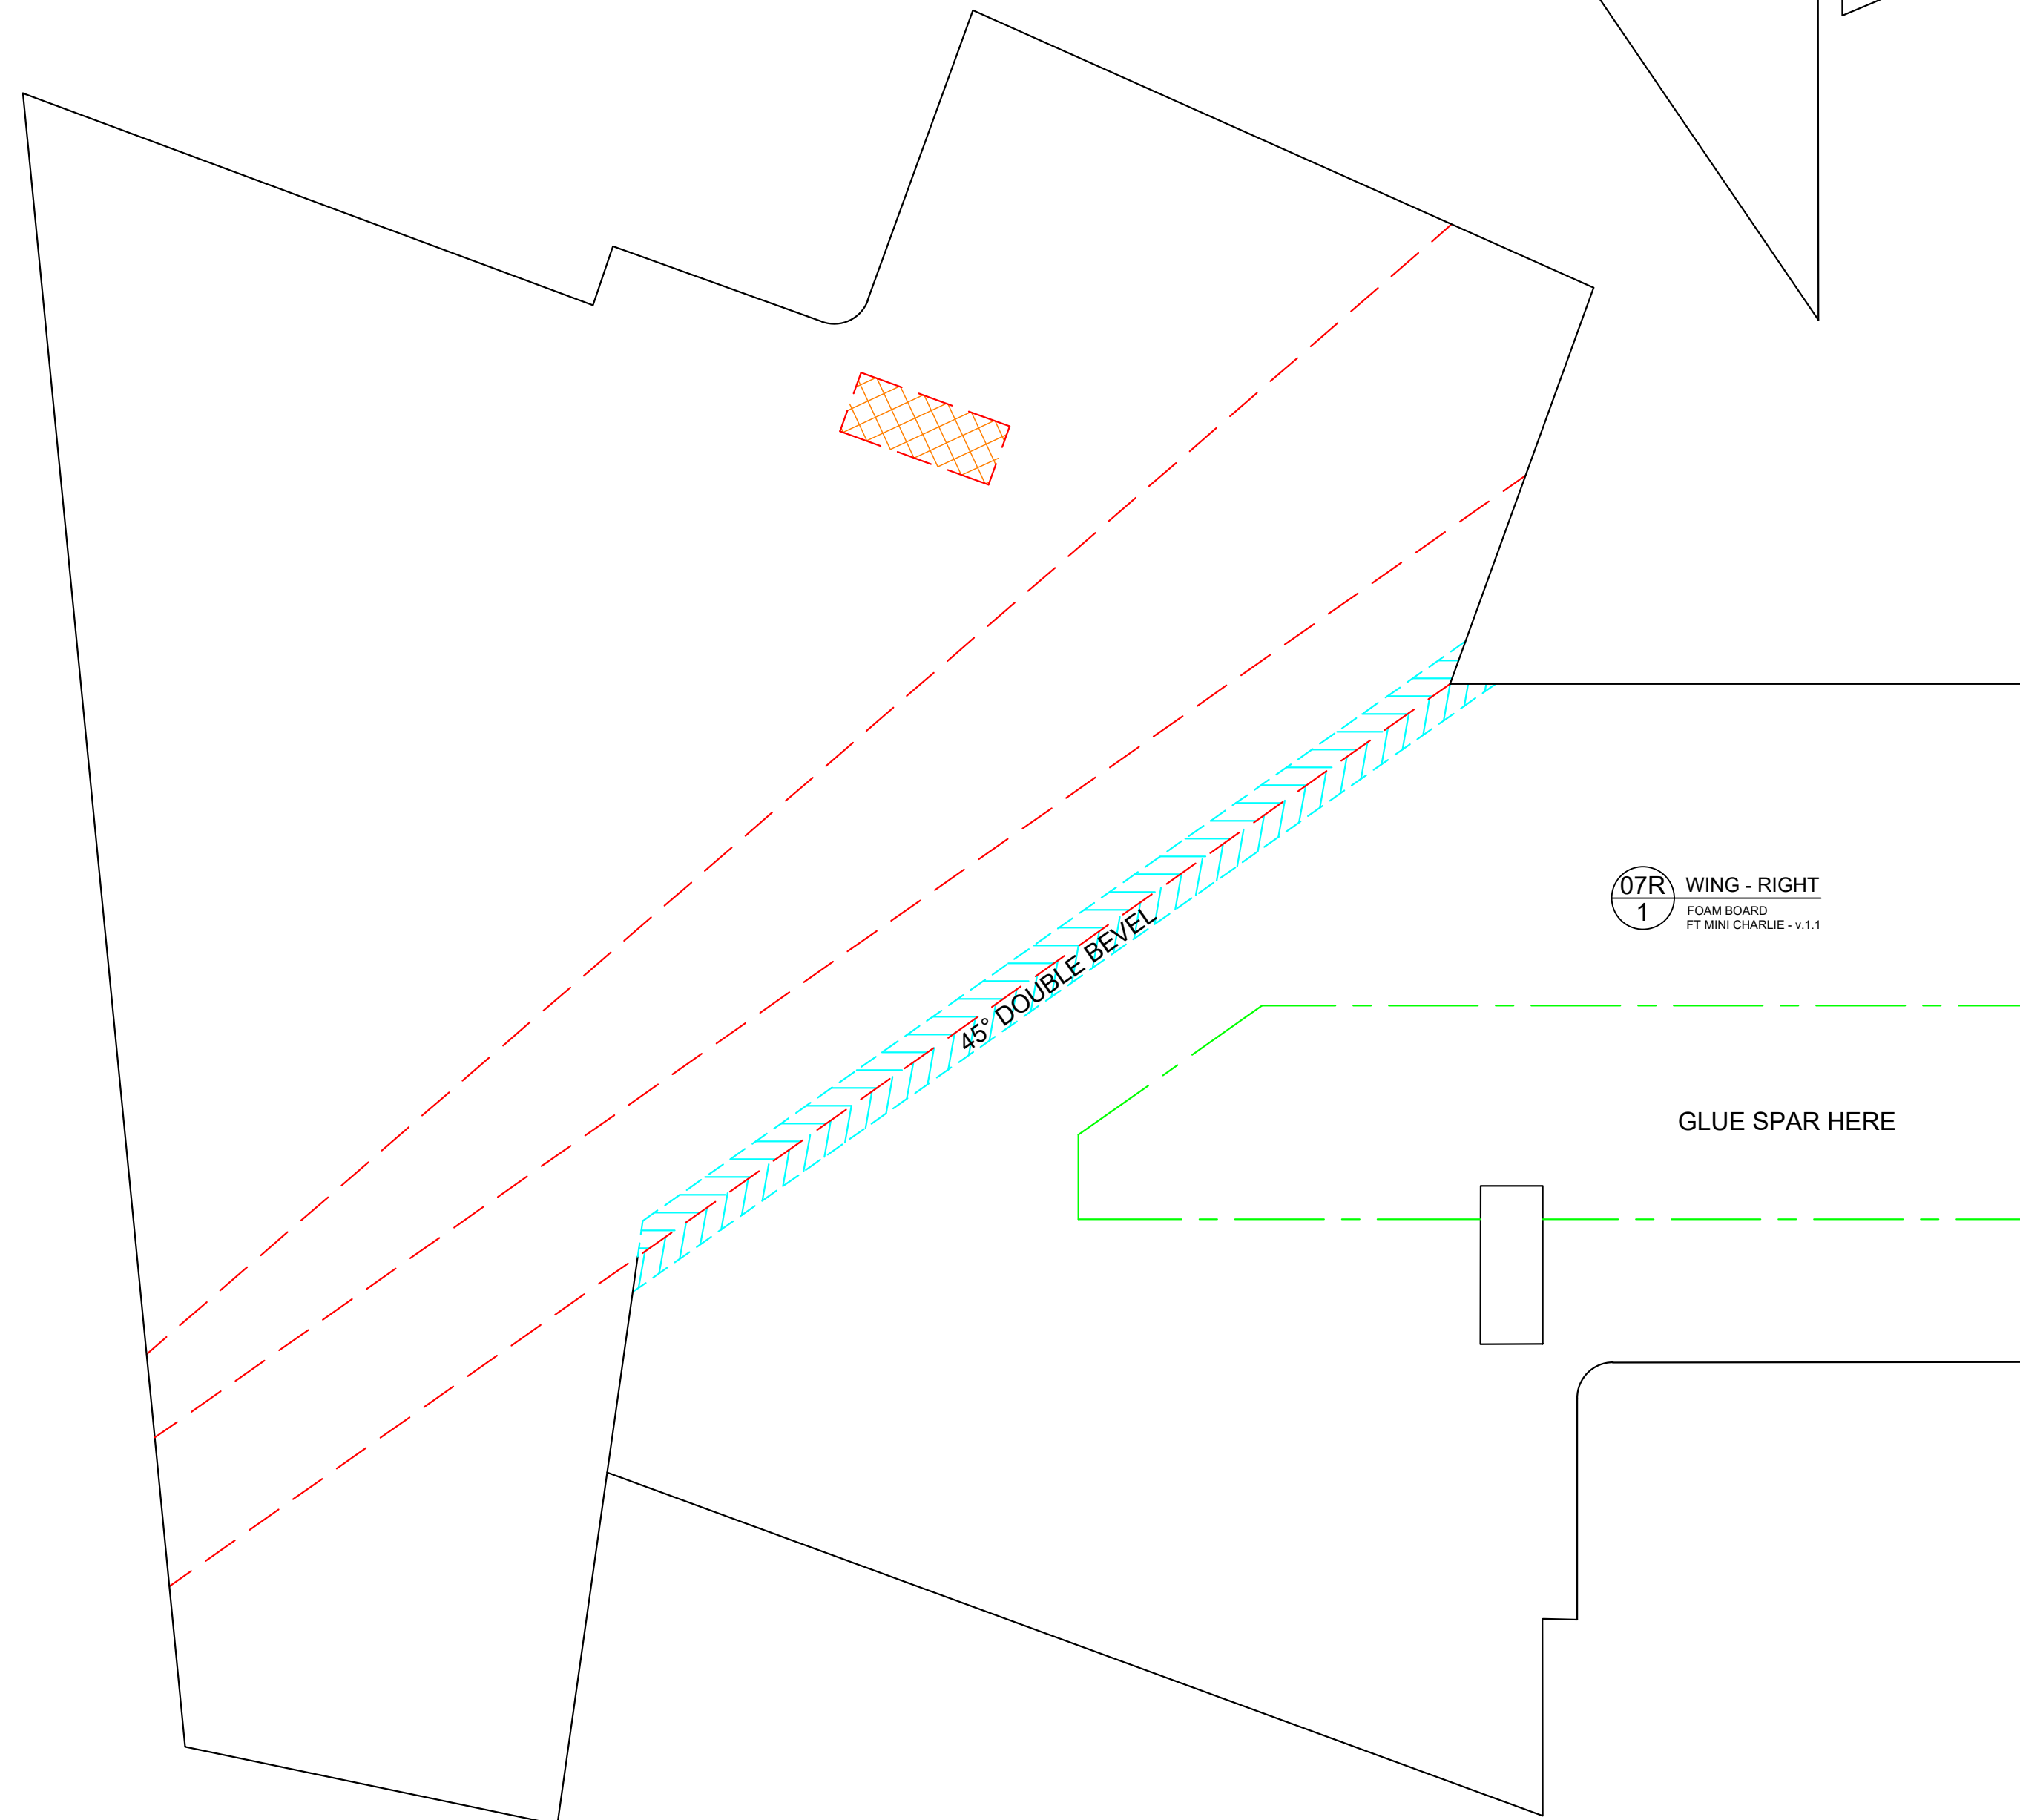 07R
1
WING - RIGHT
FOAM BOARD
FT MINI CHARLIE - v.1.1
45° DOUBLE BEVEL
GLUE SPAR HERE